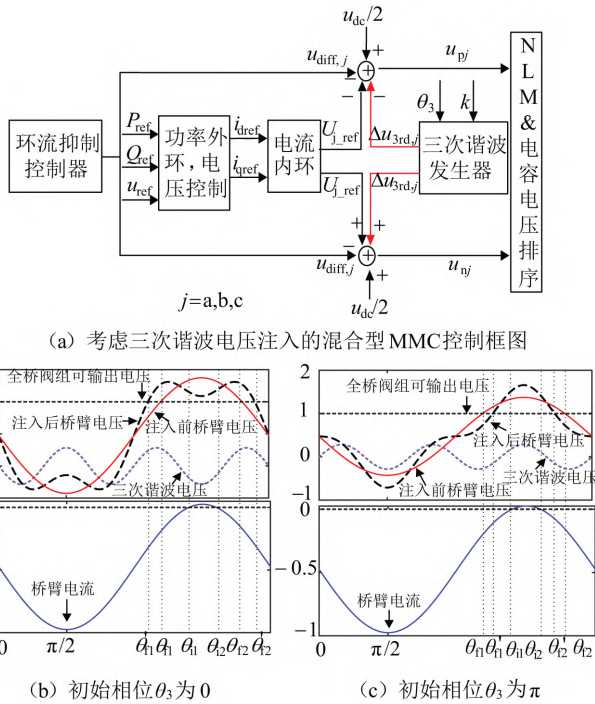 u_dc/2
u_diff, j
u_pj
θ_3
k
环流抑制
控制器
P_ref
Q_ref
u_ref
功率外
环，电
压控制
i_dref
i_qref
电流
内环
U_j_ref
U_j_ref
Δu_3rd,j
Δu_3rd,j
三次谐波
发生器
N
L
M
&
电
容
电
压
排
序
u_diff,j
u_nj
u_dc/2
j=a,b,c
（a）考虑三次谐波电压注入的混合型MMC控制框图
全桥阀组可输出电压
注入后桥臂电压
注入前桥臂电压
三次谐波电压
桥臂电流
0
π/2
θ_f1
θ_f1
θ_i1
θ_i2
θ_f2
θ_f2
（b）初始相位θ_3为0
2
1
0
−1
全桥阀组可输出电压
注入后桥臂电压
三次谐波电压
注入前桥臂电压
0
−0.5
−1
桥臂电流
0
π/2
θ_f1
θ_f1
θ_i1
θ_i2
θ_f2
θ_f2
（c）初始相位θ_3为π